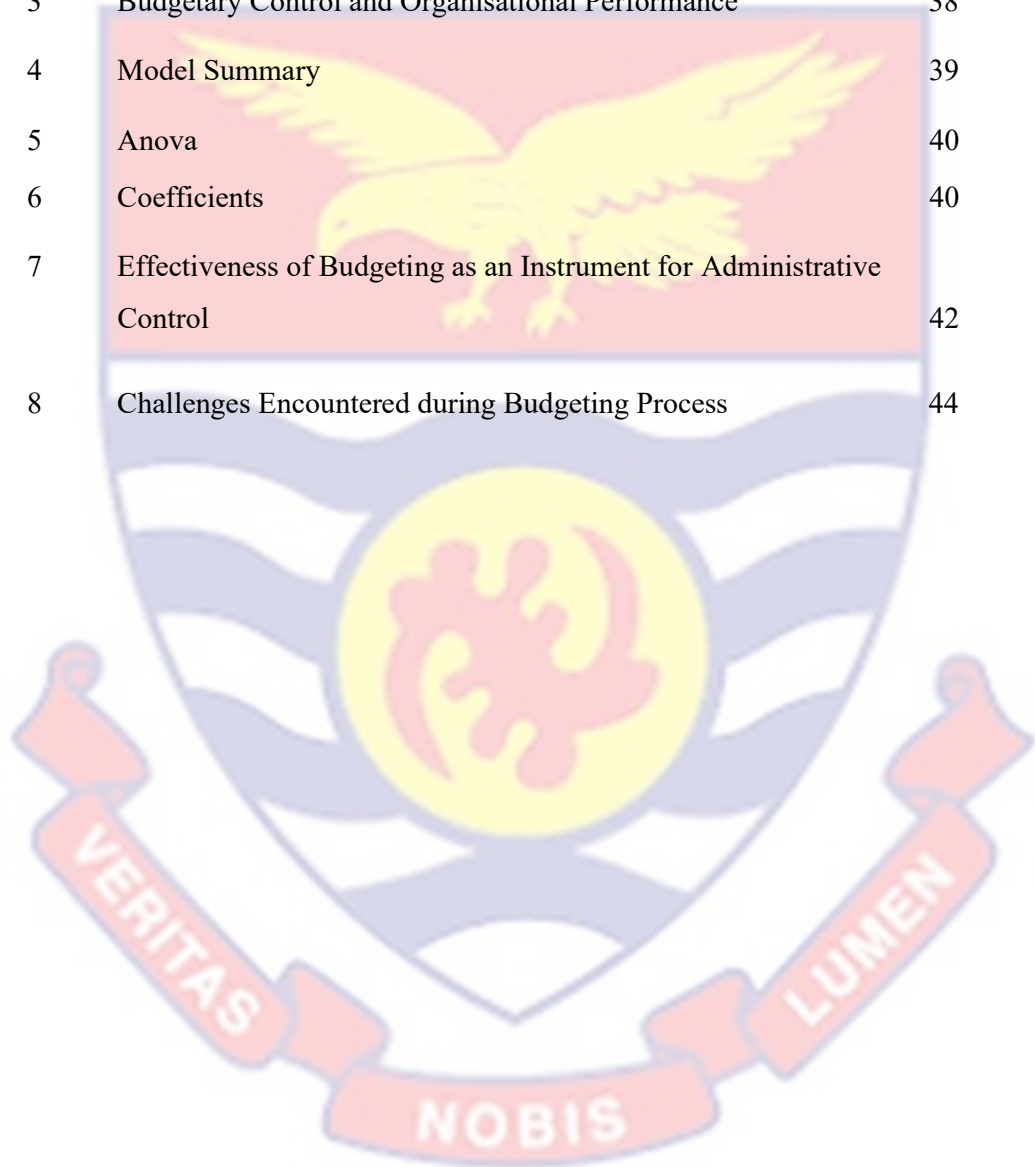 3 Budgetary Control and Organisational Performance 38
4 Model Summary 39
5 Anova 40
6 Coefficients 40
7 Effectiveness of Budgeting as an Instrument for Administrative
Control 42
8 Challenges Encountered during Budgeting Process 44
VERITAS
NOBIS
LUMEN